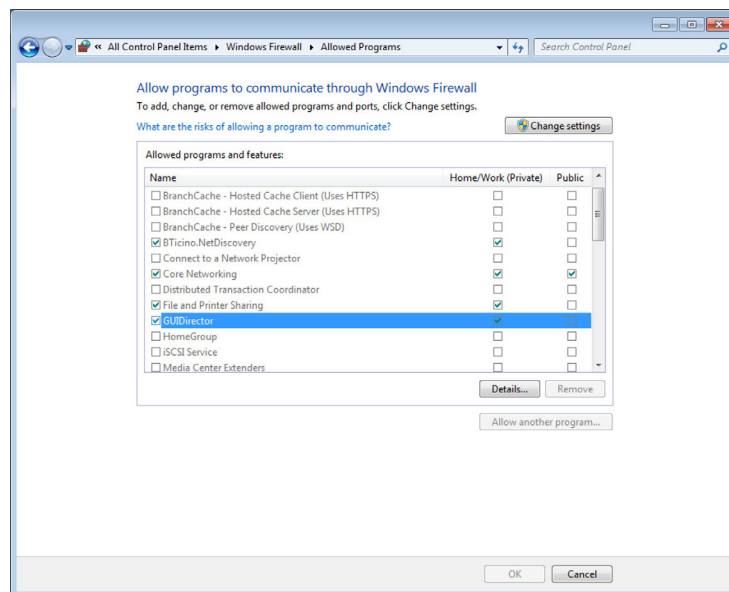 « All Control Panel Items ▸ Windows Firewall ▸ Allowed Programs
Search Control Panel
Allow programs to communicate through Windows Firewall
To add, change, or remove allowed programs and ports, click Change settings.
What are the risks of allowing a program to communicate?
Change settings
Allowed programs and features:
Name Home/Work (Private) Public
BranchCache - Hosted Cache Client (Uses HTTPS)
BranchCache - Hosted Cache Server (Uses HTTPS)
BranchCache - Peer Discovery (Uses WSD)
BTicino.NetDiscovery
Connect to a Network Projector
Core Networking
Distributed Transaction Coordinator
File and Printer Sharing
GUIDirector
HomeGroup
iSCSI Service
Media Center Extenders
Details... Remove
Allow another program...
OK Cancel